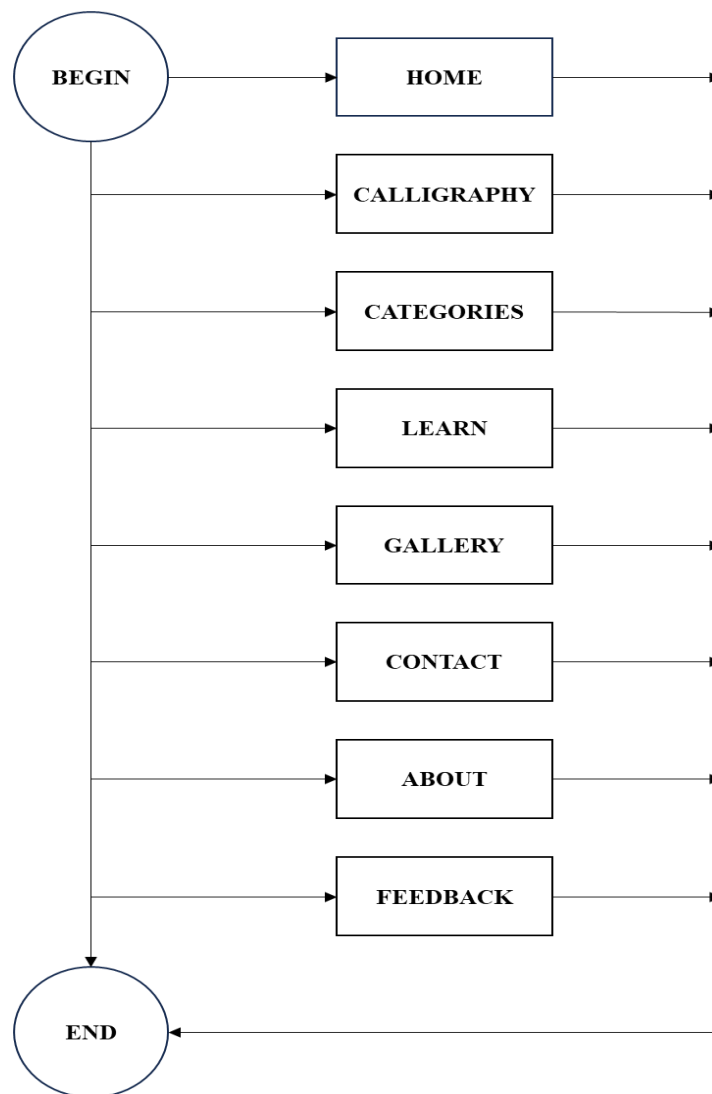 BEGIN
HOME
CALLIGRAPHY
CATEGORIES
LEARN
GALLERY
CONTACT
ABOUT
FEEDBACK
END